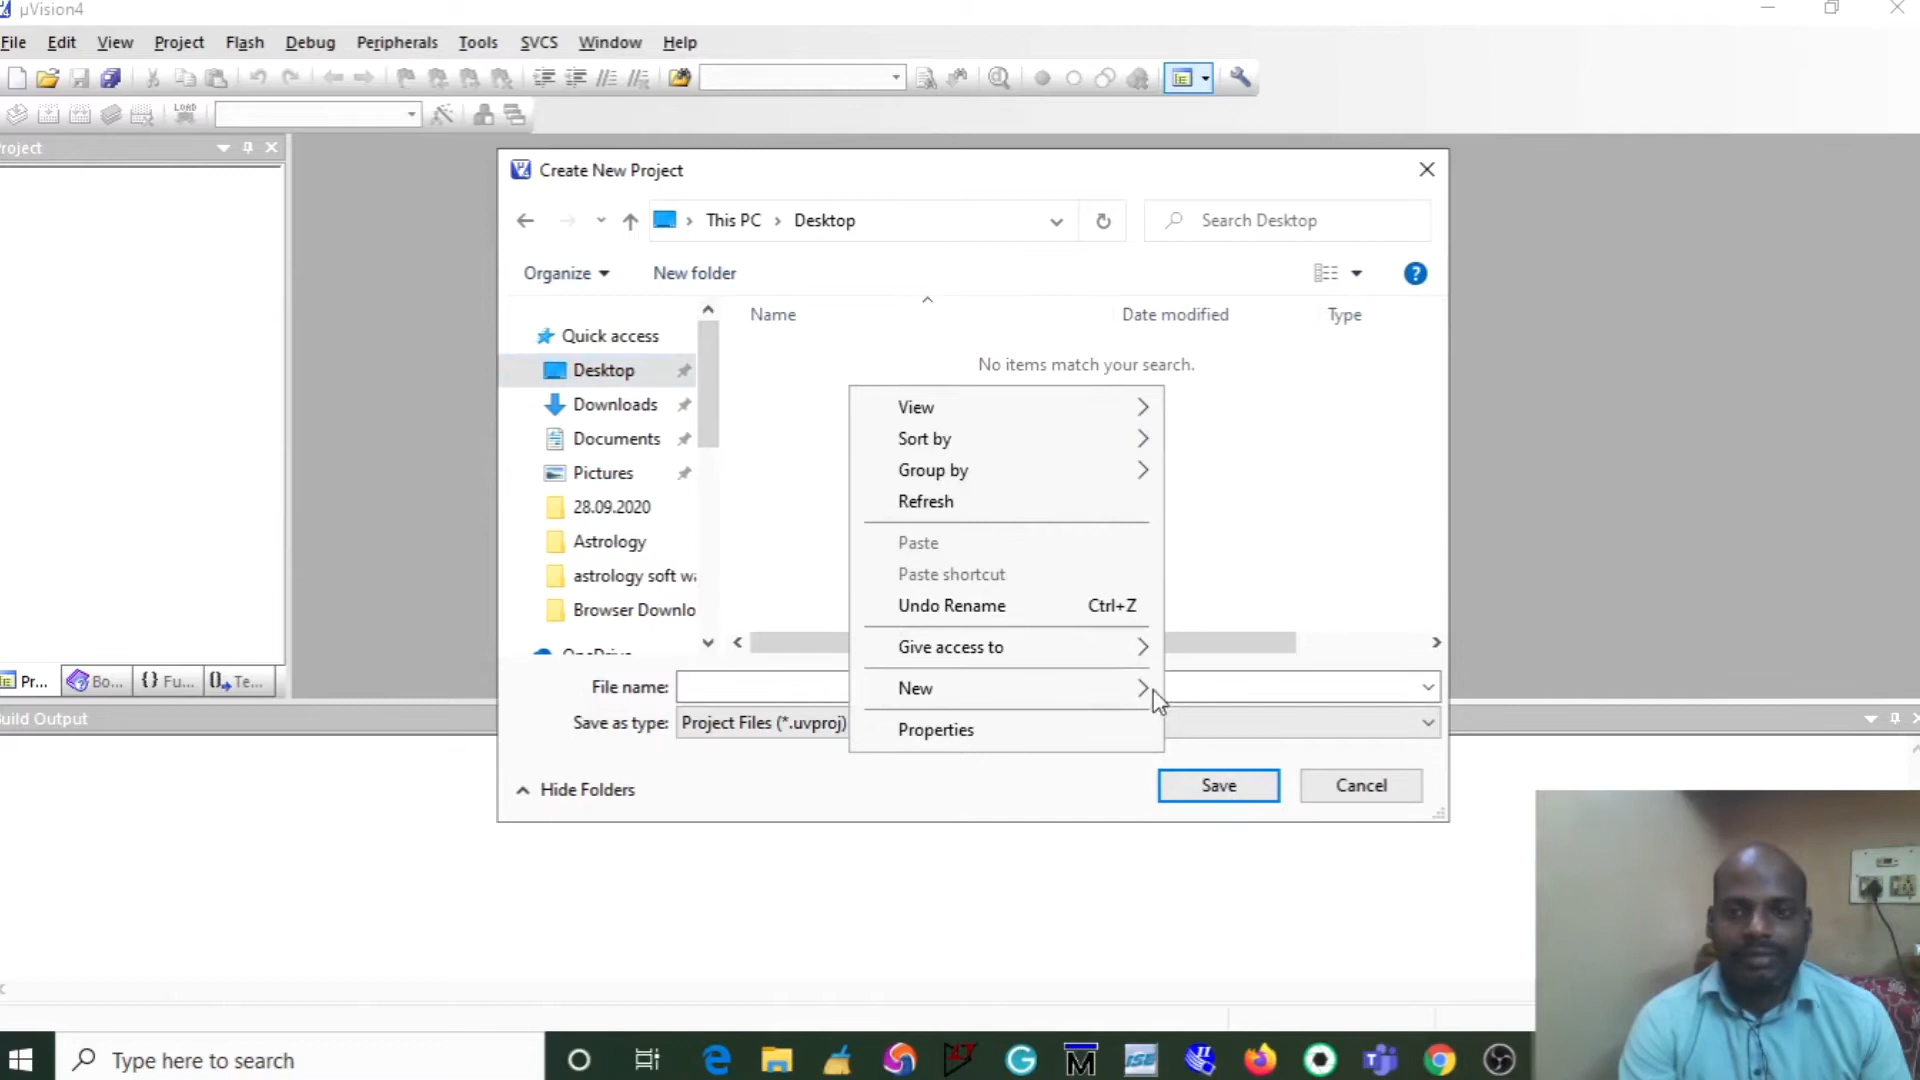 µVision4
File Edit View Project Flash Debug Peripherals Tools SVCS Window Help
LOAD
roject
Create New Project
This PC > Desktop
Search Desktop
Organize
New folder
Name
Date modified
Type
No items match your search.
Quick access
Desktop
Downloads
Documents
Pictures
28.09.2020
Astrology
astrology soft wa
Browser Downlo
View
Sort by
Group by
Refresh
Paste
Paste shortcut
Undo Rename Ctrl+Z
Give access to
New
Properties
File name:
Save as type: Project Files (*.uvproj)
Hide Folders
Save
Cancel
Pr...
Bo...
{} Fu...
Te...
uild Output
Type here to search
ISE